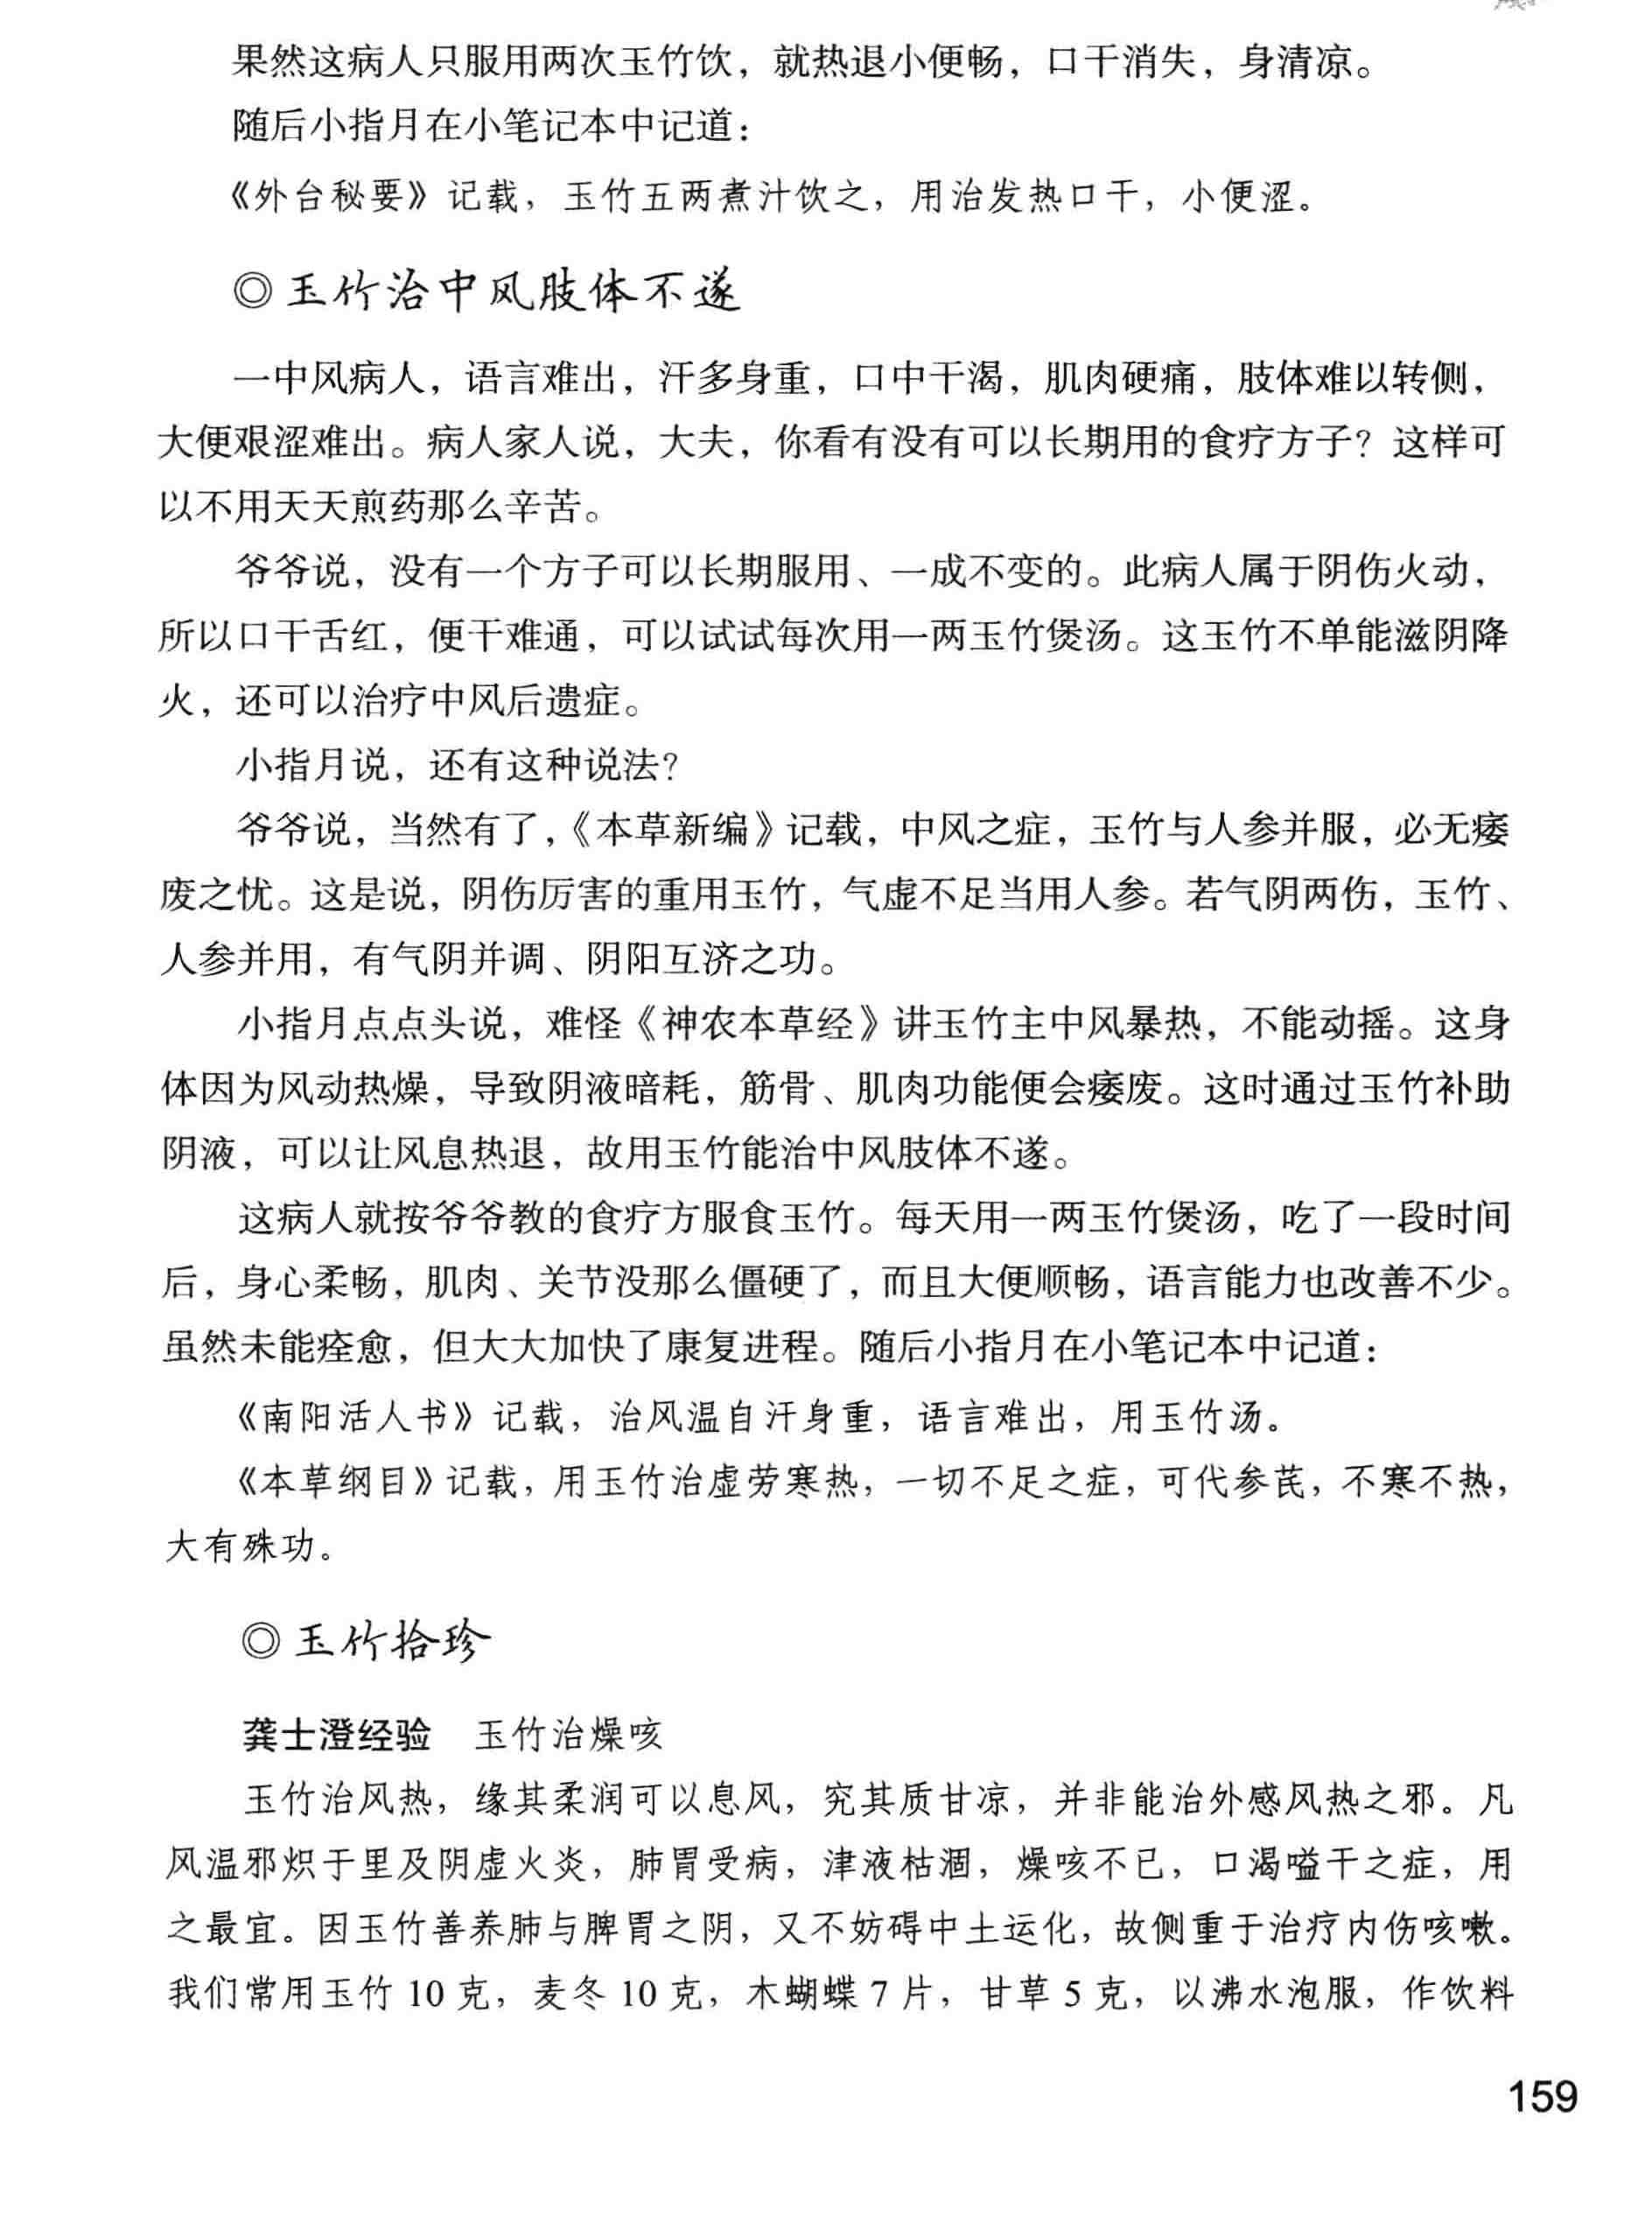 果然这病人只服用两次玉竹饮，就热退小便畅，口干消失，身清凉。
随后小指月在小笔记本中记道：
《外台秘要》记载，玉竹五两煮汁饮之，用治发热口干，小便涩。
◎玉竹治中风肢体不遂
一中风病人，语言难出，汗多身重，口中干渴，肌肉硬痛，肢体难以转侧，
大便艰涩难出。病人家人说，大夫，你看有没有可以长期用的食疗方子？这样可
以不用天天煎药那么辛苦。
爷爷说，没有一个方子可以长期服用、一成不变的。此病人属于阴伤火动，
所以口干舌红，便干难通，可以试试每次用一两玉竹煲汤。这玉竹不单能滋阴降
火，还可以治疗中风后遗症。
小指月说，还有这种说法？
爷爷说，当然有了，《本草新编》记载，中风之症，玉竹与人参并服，必无痿
废之忧。这是说，阴伤厉害的重用玉竹，气虚不足当用人参。若气阴两伤，玉竹、
人参并用，有气阴并调、阴阳互济之功。
小指月点点头说，难怪《神农本草经》讲玉竹主中风暴热，不能动摇。这身
体因为风动热燥，导致阴液暗耗，筋骨、肌肉功能便会痿废。这时通过玉竹补助
阴液，可以让风息热退，故用玉竹能治中风肢体不遂。
这病人就按爷爷教的食疗方服食玉竹。每天用一两玉竹煲汤，吃了一段时间
后，身心柔畅，肌肉、关节没那么僵硬了，而且大便顺畅，语言能力也改善不少。
虽然未能痊愈，但大大加快了康复进程。随后小指月在小笔记本中记道：
《南阳活人书》记载，治风温自汗身重，语言难出，用玉竹汤。
《本草纲目》记载，用玉竹治虚劳寒热，一切不足之症，可代参芪，不寒不热，
大有殊功。
◎玉竹拾珍
龚士澄经验　玉竹治燥咳
玉竹治风热，缘其柔润可以息风，究其质甘凉，并非能治外感风热之邪。凡
风温邪炽于里及阴虚火炎，肺胃受病，津液枯涸，燥咳不已，口渴嗌干之症，用
之最宜。因玉竹善养肺与脾胃之阴，又不妨碍中土运化，故侧重于治疗内伤咳嗽。
我们常用玉竹 10 克，麦冬 10 克，木蝴蝶 7 片，甘草 5 克，以沸水泡服，作饮料
159